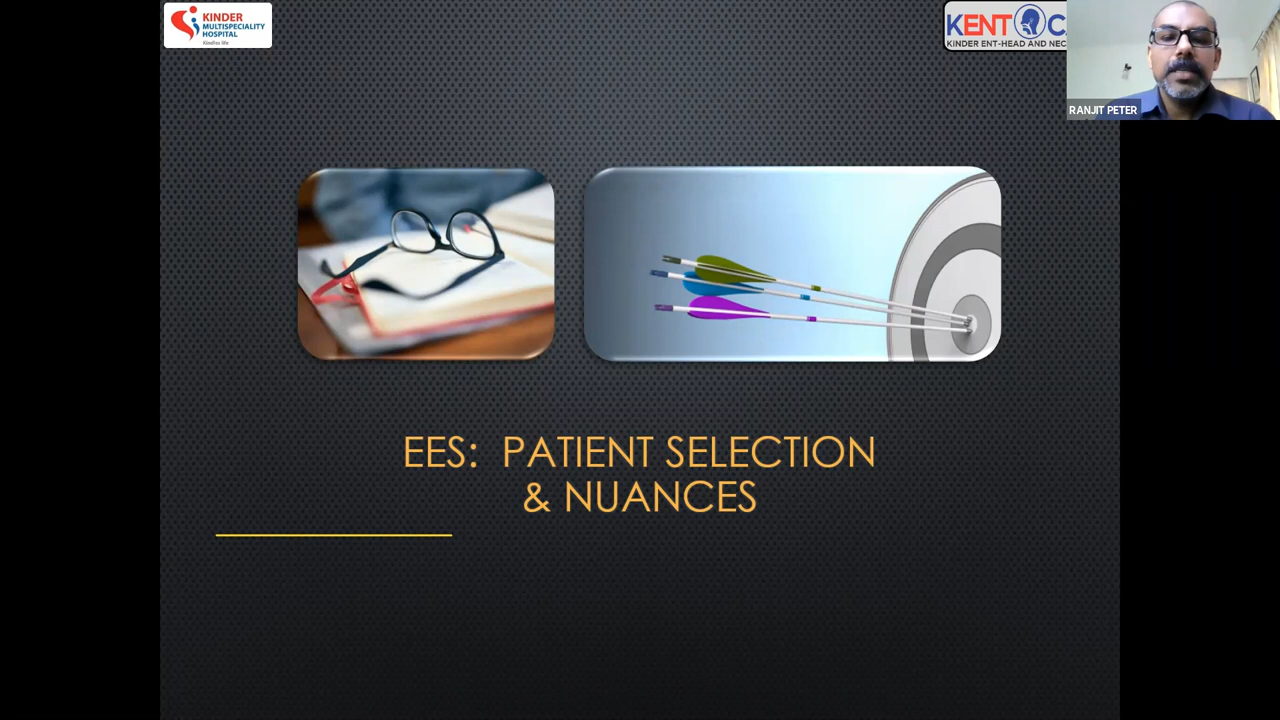 KINDER
MULTISPECIALITY
HOSPITAL
KENT
KINDER ENT-HEAD AND NEC
RANJIT PETER
EES: PATIENT SELECTION
& NUANCES